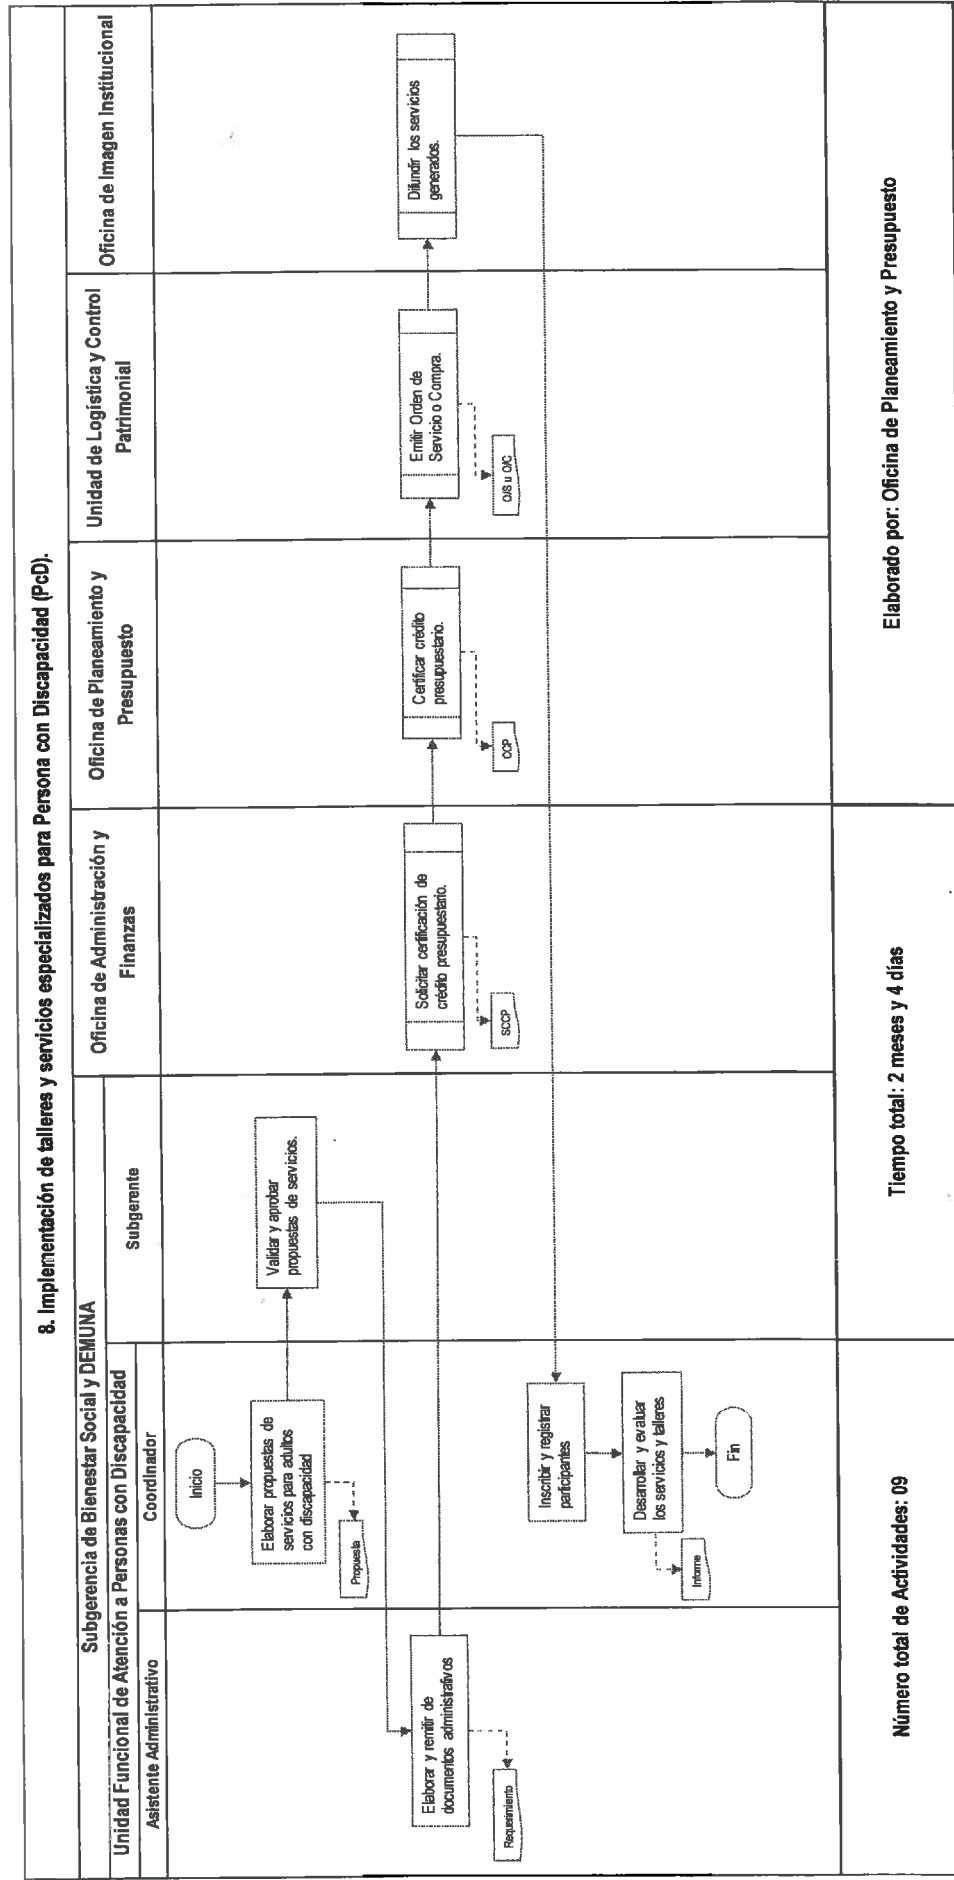 8. Implementación de talleres y servicios especializados para Persona con Discapacidad (PcD).
Subgerencia de Bienestar Social y DEMUNA
Unidad Funcional de Atención a Personas con Discapacidad
Asistente Administrativo
Coordinador
Subgerente
Oficina de Administración y
Finanzas
Oficina de Planeamiento y
Presupuesto
Unidad de Logística y Control
Patrimonial
Oficina de Imagen Institucional
Inicio
Elaborar propuestas de
servicios para adultos
con discapacidad
Propuesta
Validar y aprobar
propuestas de servicios.
Elaborar y remitir de
documentos administrativos
Requerimiento
Solicitar certificación de
crédito presupuestario.
SCCP
Certificar crédito
presupuestario.
CCP
Emitir Orden de
Servicio o Compra.
O/S u O/C
Difundir los servicios
generados.
Inscribir y registrar
participantes
Desarrollar y evaluar
los servicios y talleres
Informe
Fin
Número total de Actividades: 09
Tiempo total: 2 meses y 4 días
Elaborado por: Oficina de Planeamiento y Presupuesto